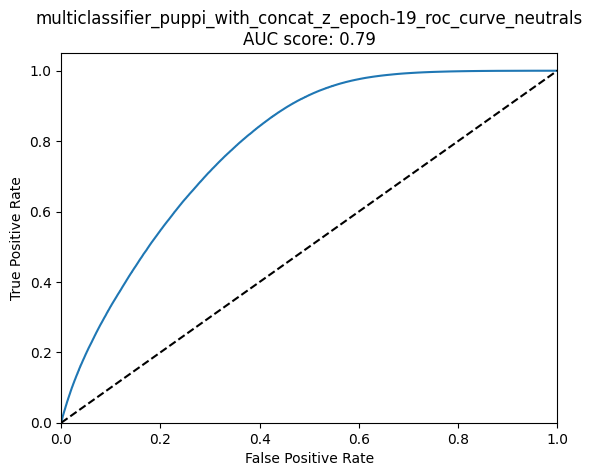 multiclassifier_puppi_with_concat_z_epoch-19_roc_curve_neutrals
AUC score: 0.79
1.0
0.8
0.6
0.4
0.2
0.0
True Positive Rate
0.0 0.2 0.4 0.6 0.8 1.0
False Positive Rate